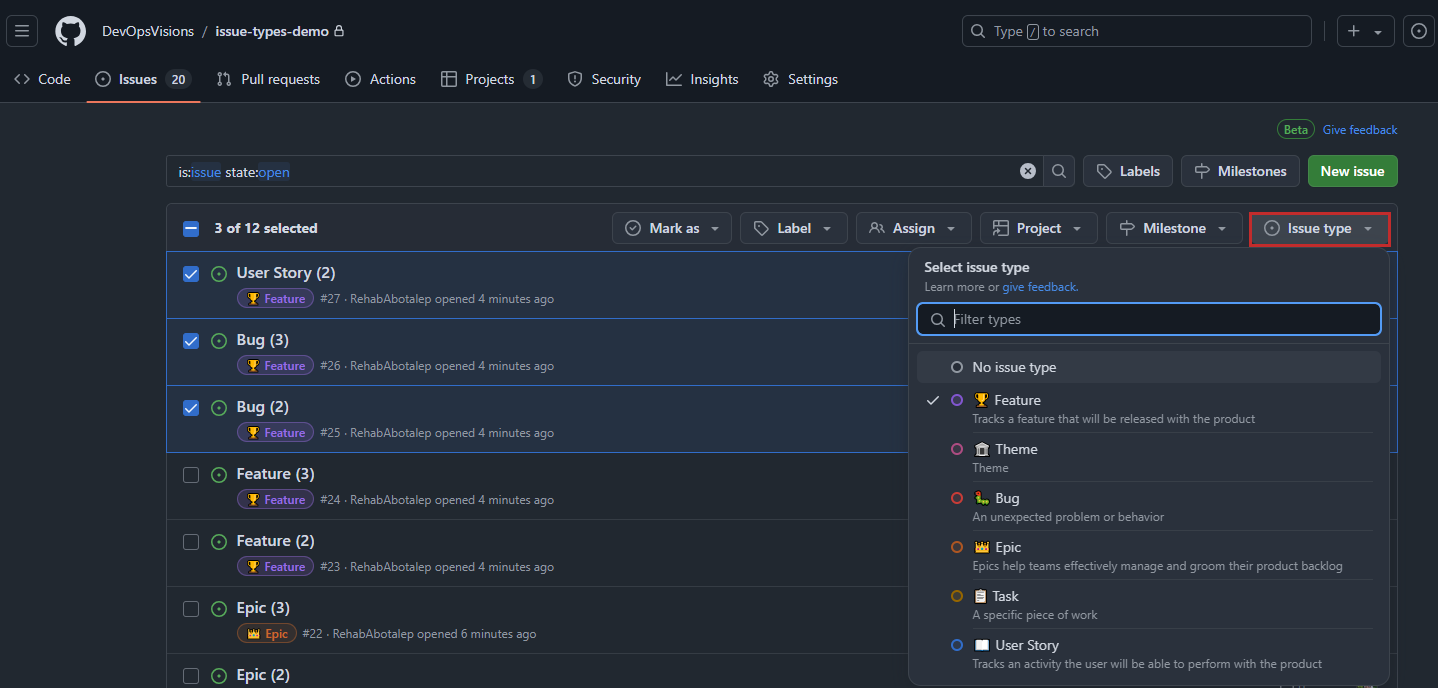 DevOpsVisions / issue-types-demo
Type / to search
Code
Issues 20
Pull requests
Actions
Projects 1
Security
Insights
Settings
Beta Give feedback
is:issue state:open
Labels
Milestones
New issue
3 of 12 selected
Mark as
Label
Assign
Project
Milestone
Issue type
User Story (2)
Feature #27 · RehabAbotalep opened 4 minutes ago
Bug (3)
Feature #26 · RehabAbotalep opened 4 minutes ago
Bug (2)
Feature #25 · RehabAbotalep opened 4 minutes ago
Feature (3)
Feature #24 · RehabAbotalep opened 4 minutes ago
Feature (2)
Feature #23 · RehabAbotalep opened 4 minutes ago
Epic (3)
Epic #22 · RehabAbotalep opened 6 minutes ago
Epic (2)
Select issue type
Learn more or give feedback.
Filter types
No issue type
Feature
Tracks a feature that will be released with the product
Theme
Theme
Bug
An unexpected problem or behavior
Epic
Epics help teams effectively manage and groom their product backlog
Task
A specific piece of work
User Story
Tracks an activity the user will be able to perform with the product